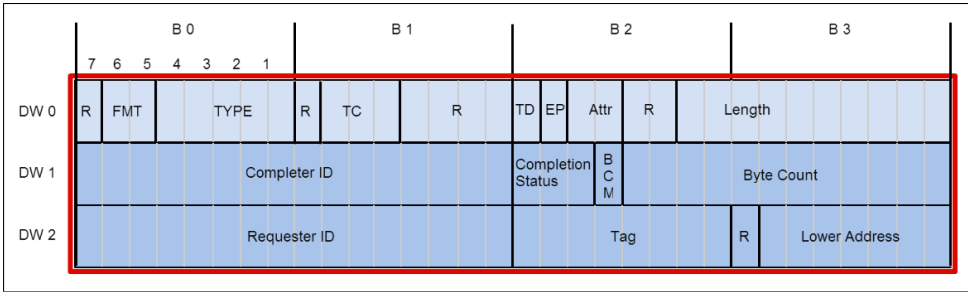 B 0 B 1 B 2 B 3
7 6 5 4 3 2 1
DW 0 R FMT TYPE R TC R TD EP Attr R Length
DW 1 Completer ID Completion Status BCM Byte Count
DW 2 Requester ID Tag R Lower Address